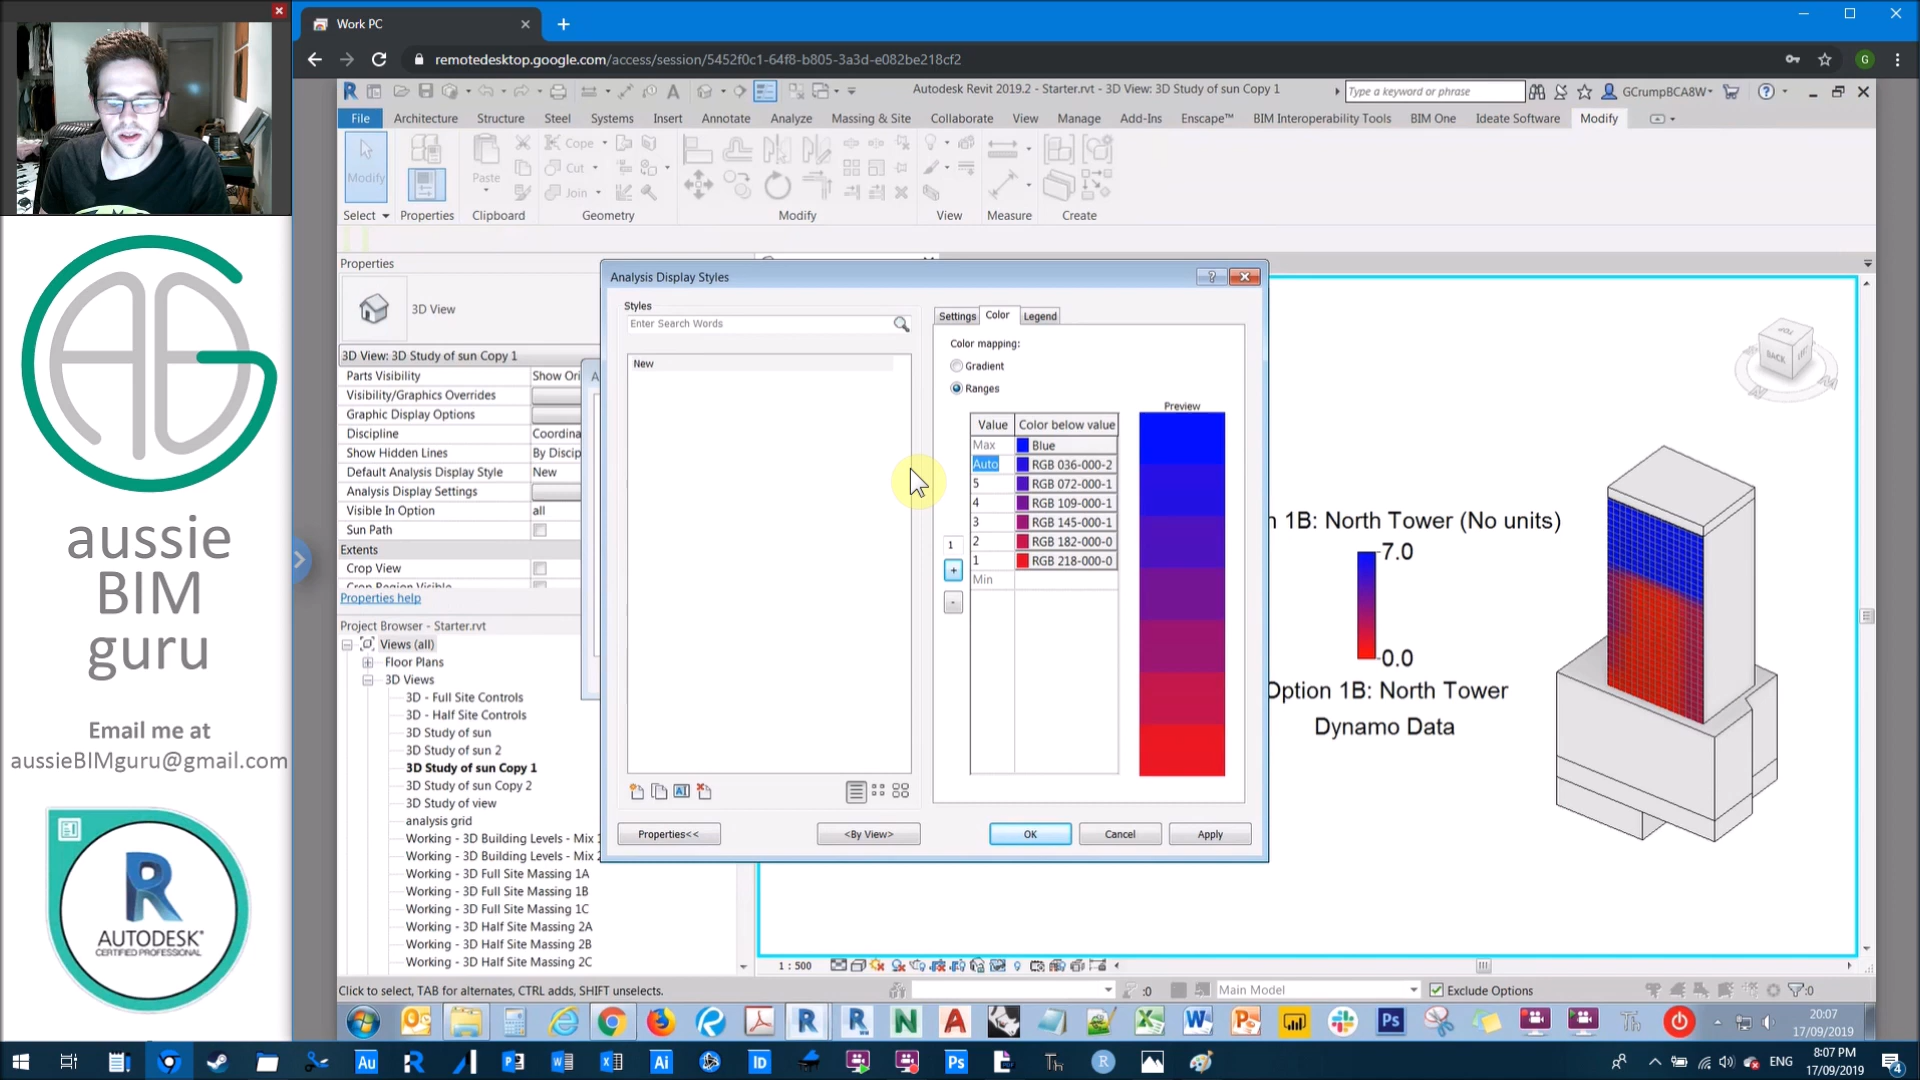 Work PC
remotedesktop.google.com/access/session/5452f0c1-64f8-b805-3a3d-e082be218cf2
Autodesk Revit 2019.2 - Starter.rvt - 3D View: 3D Study of sun Copy 1
Type a keyword or phrase
GCrumpBCA8W
File Architecture Structure Steel Systems Insert Annotate Analyze Massing & Site Collaborate View Manage Add-Ins Enscape™ BIM Interoperability Tools BIM One Ideate Software Modify
Modify
Paste
Cope
Cut
Join
Select Properties Clipboard Geometry Modify View Measure Create
Properties
3D View
3D View: 3D Study of sun Copy 1
Parts Visibility Show Ori
Visibility/Graphics Overrides
Graphic Display Options
Discipline Coordina
Show Hidden Lines By Discip
Default Analysis Display Style New
Analysis Display Settings
Visible In Option all
Sun Path
Extents
Crop View
Properties help
Project Browser - Starter.rvt
Views (all)
Floor Plans
3D Views
3D - Full Site Controls
3D - Half Site Controls
3D Study of sun
3D Study of sun 2
3D Study of sun Copy 1
3D Study of sun Copy 2
3D Study of view
analysis grid
Working - 3D Building Levels - Mix 1
Working - 3D Building Levels - Mix 2
Working - 3D Full Site Massing 1A
Working - 3D Full Site Massing 1B
Working - 3D Full Site Massing 1C
Working - 3D Half Site Massing 2A
Working - 3D Half Site Massing 2B
Working - 3D Half Site Massing 2C
Analysis Display Styles
Styles
Enter Search Words
New
Settings Color Legend
Color mapping:
Gradient
Ranges
Preview
Value Color below value
Max Blue
Auto RGB 036-000-2
5 RGB 072-000-1
4 RGB 109-000-1
3 RGB 145-000-1
2 RGB 182-000-0
1 RGB 218-000-0
Min
1
+
-
Properties<<
<By View>
OK
Cancel
Apply
1B: North Tower (No units)
7.0
0.0
Option 1B: North Tower
Dynamo Data
BACK
TOP
1 : 500
Click to select, TAB for alternates, CTRL adds, SHIFT unselects.
:0
Main Model
Exclude Options
:0
20:07
17/09/2019
ENG
8:07 PM
17/09/2019
4
aussie
BIM
guru
Email me at
aussieBIMguru@gmail.com
R
AUTODESK
CERTIFIED PROFESSIONAL